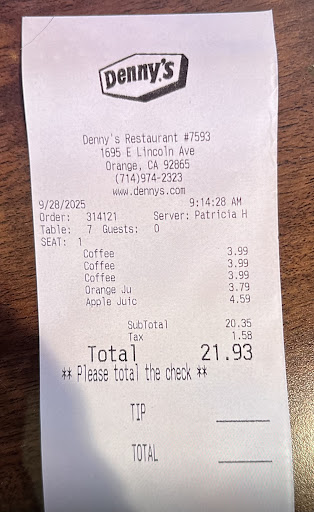 Denny's
Denny's Restaurant #7593
1695 E Lincoln Ave
Orange, CA 92865
(714)974-2323
www.dennys.com
9/28/2025 9:14:28 AM
Order: 314121 Server: Patricia H
Table: 7 Guests: 0
SEAT: 1
Coffee 3.99
Coffee 3.99
Coffee 3.99
Orange Ju 3.79
Apple Juic 4.59
SubTotal 20.35
Tax 1.58
Total 21.93
** Please total the check **
TIP
TOTAL